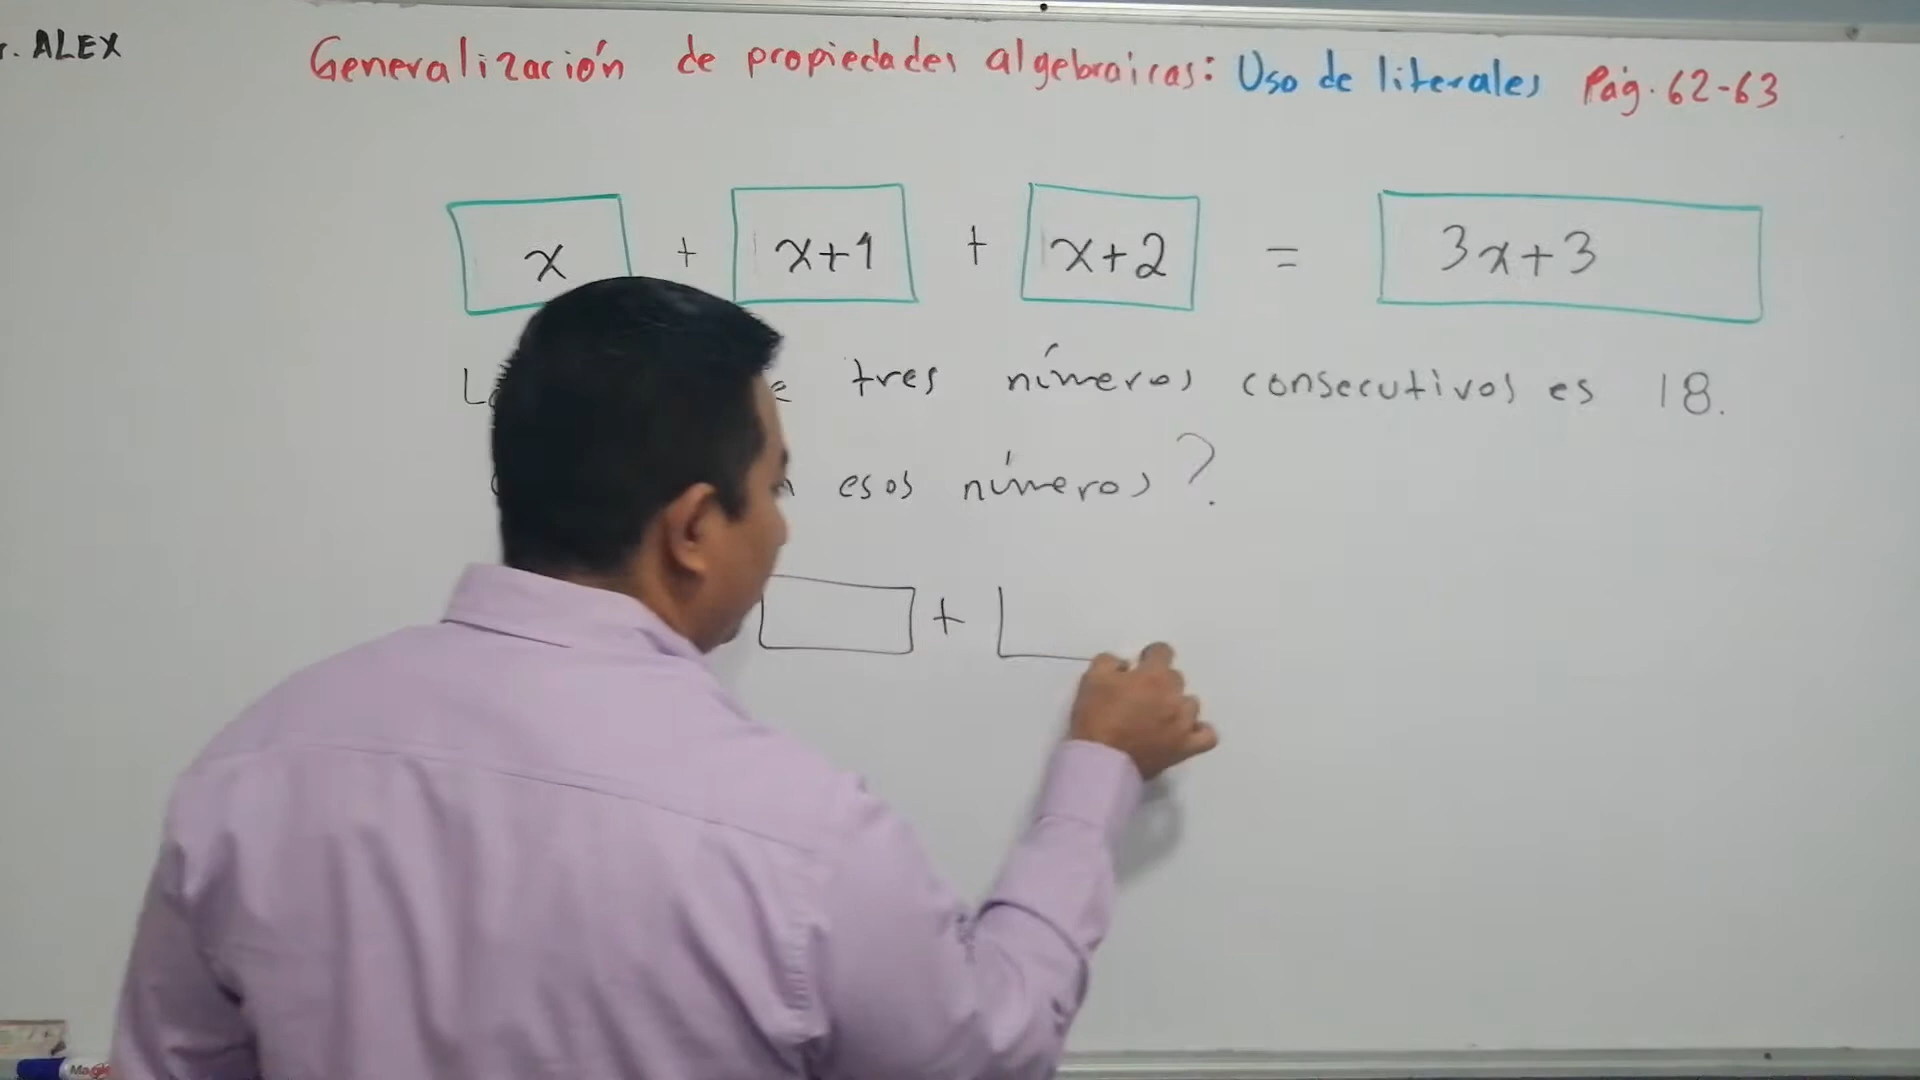 r. ALEX
Generalización de propiedades algebraicas: Uso de literales Pág. 62-63
x + x+1 + x+2 = 3x+3
tres números consecutivos es 18.
esos números?
+
Magic